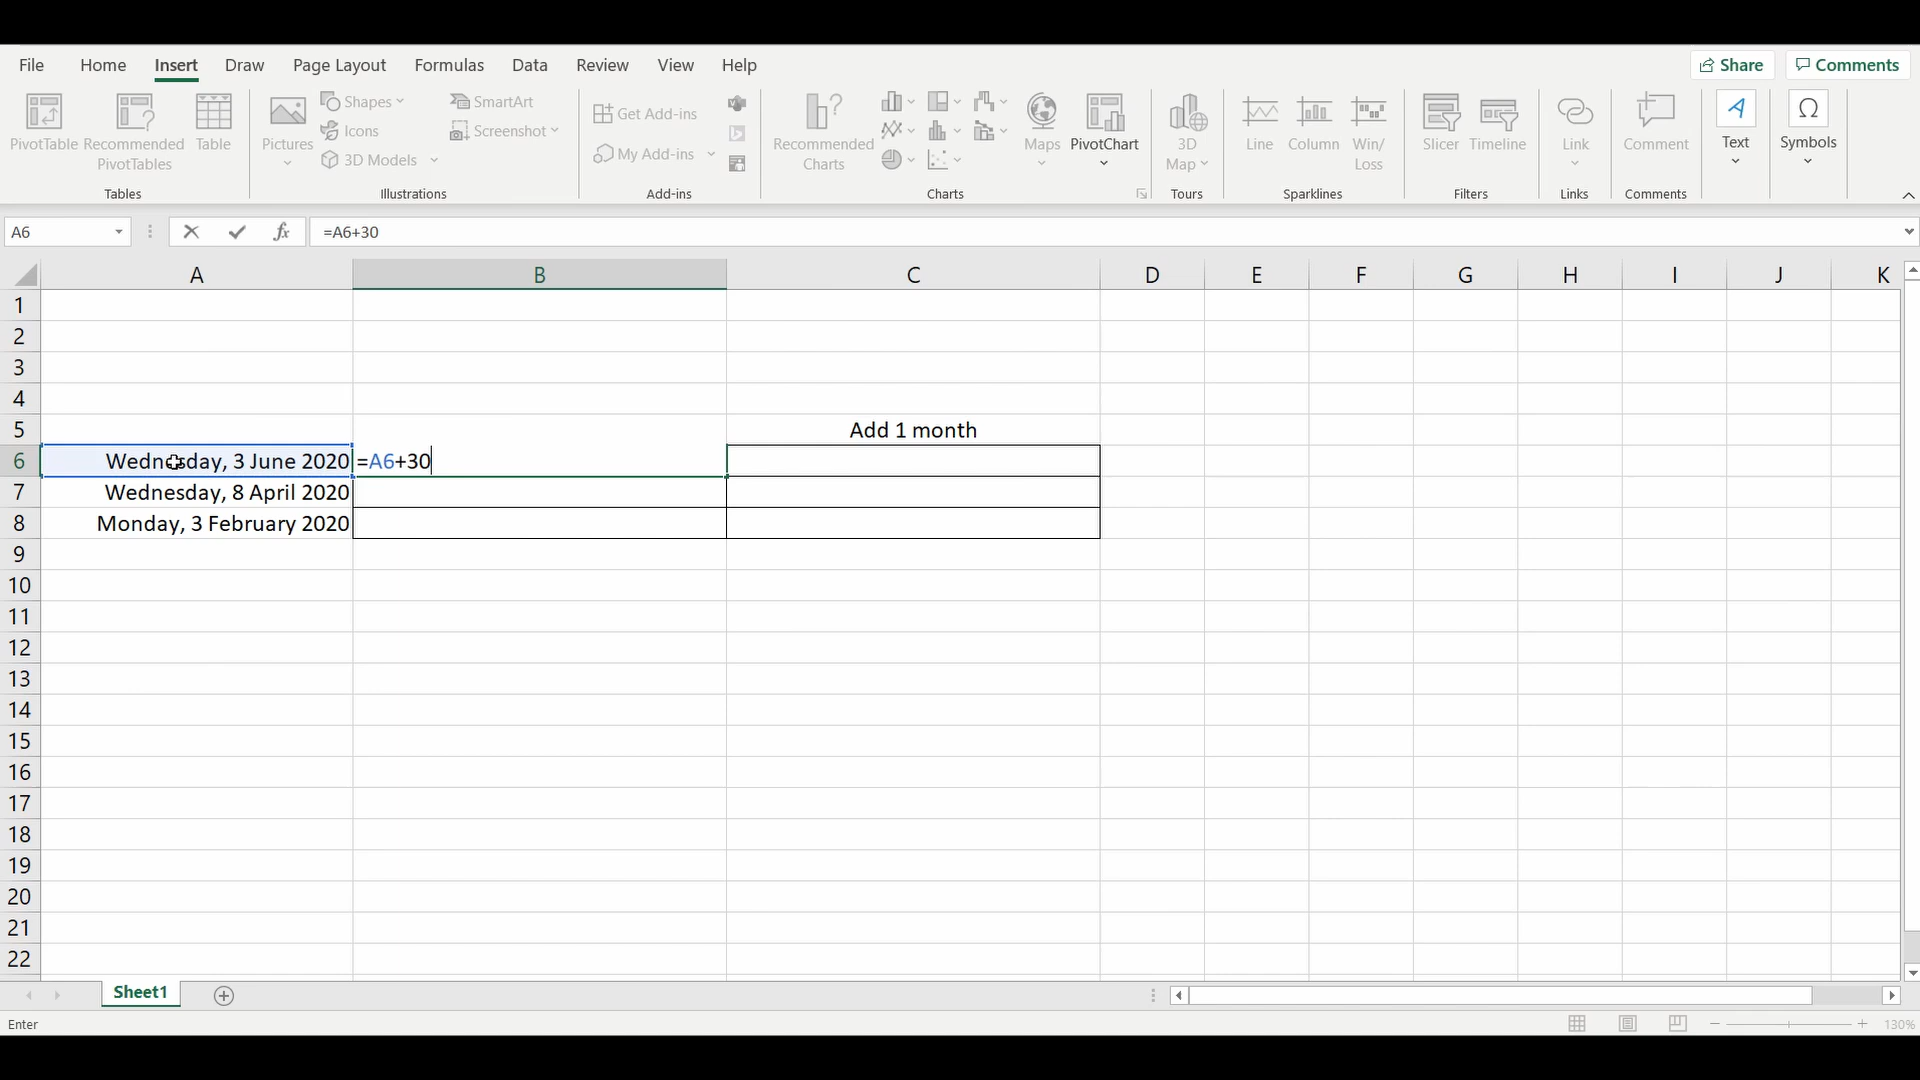 File Home Insert Draw Page Layout Formulas Data Review View Help Share Comments
PivotTable Recommended PivotTables Table
Pictures Shapes Icons 3D Models SmartArt Screenshot
Get Add-ins My Add-ins
Recommended Charts Maps PivotChart
3D Map Line Column Win/Loss
Slicer Timeline Link Comment Text Symbols
Tables Illustrations Add-ins Charts Tours Sparklines Filters Links Comments
A6 fx =A6+30
A B C D E F G H I J K
1
2
3
4
5 Add 1 month
6 Wednesday, 3 June 2020 =A6+30
7 Wednesday, 8 April 2020
8 Monday, 3 February 2020
9
10
11
12
13
14
15
16
17
18
19
20
21
22
Sheet1
Enter 130%